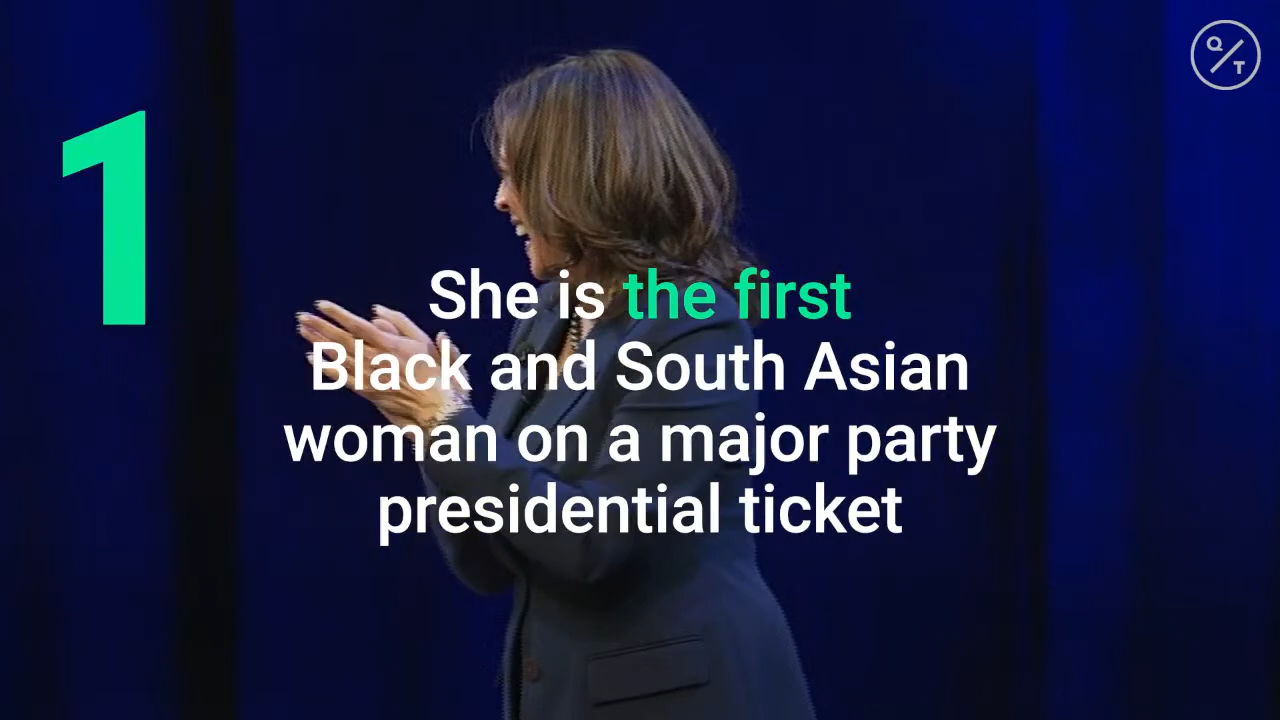 Q
T
1
She is the first
Black and South Asian
woman on a major party
presidential ticket